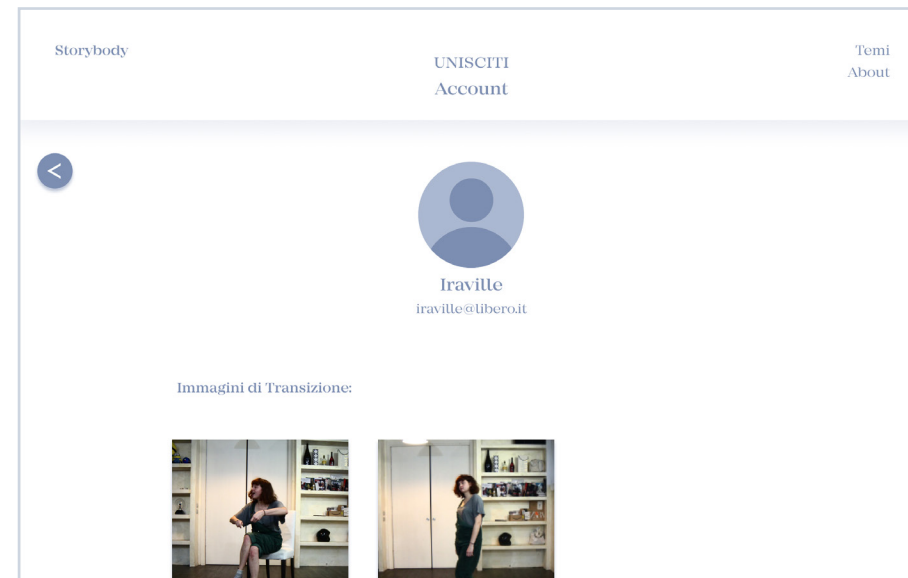 Storybody
UNISCITI
Account
Temi
About
<
Iraville
iraville@libero.it
Immagini di Transizione: